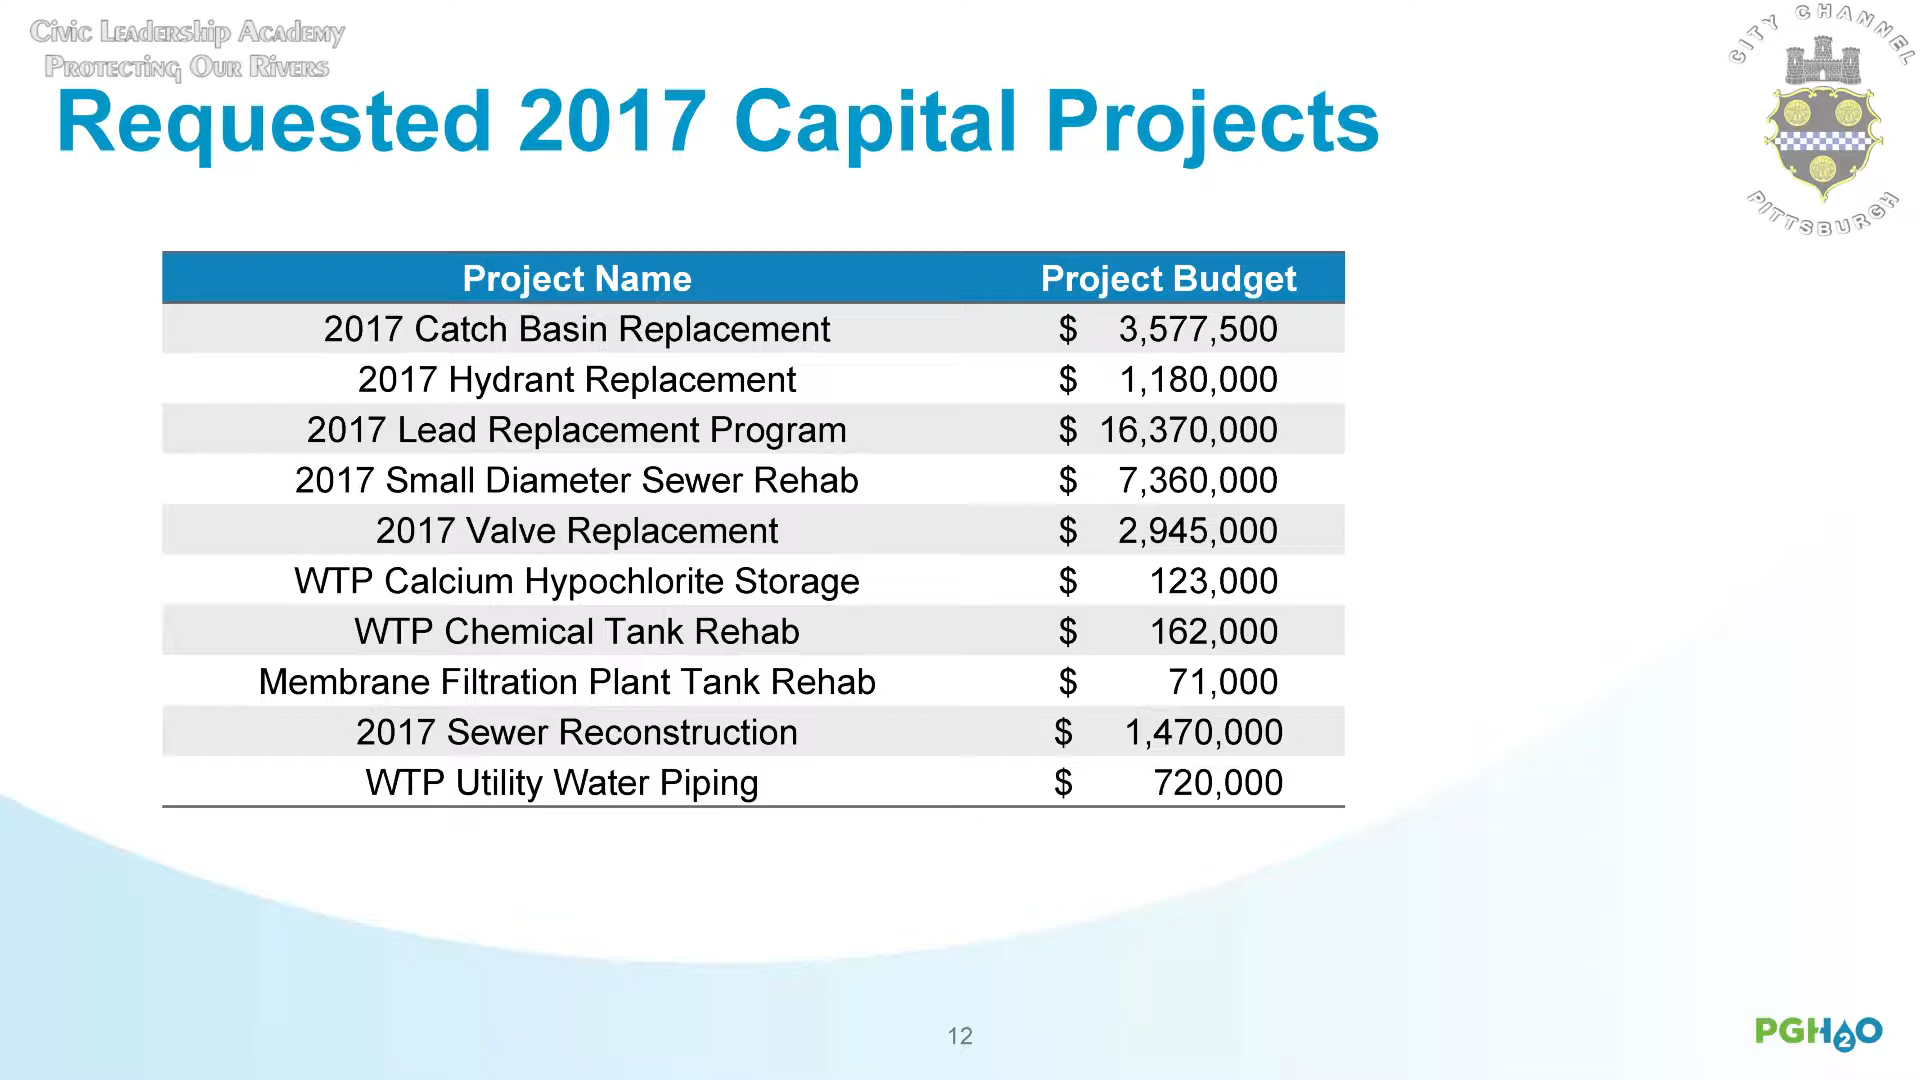 Civic Leadership Academy
Protecting Our Rivers
CITY CHANNEL
PITTSBURGH
Requested 2017 Capital Projects
Project Name Project Budget
2017 Catch Basin Replacement $ 3,577,500
2017 Hydrant Replacement $ 1,180,000
2017 Lead Replacement Program $ 16,370,000
2017 Small Diameter Sewer Rehab $ 7,360,000
2017 Valve Replacement $ 2,945,000
WTP Calcium Hypochlorite Storage $ 123,000
WTP Chemical Tank Rehab $ 162,000
Membrane Filtration Plant Tank Rehab $ 71,000
2017 Sewer Reconstruction $ 1,470,000
WTP Utility Water Piping $ 720,000
12
PGH2O